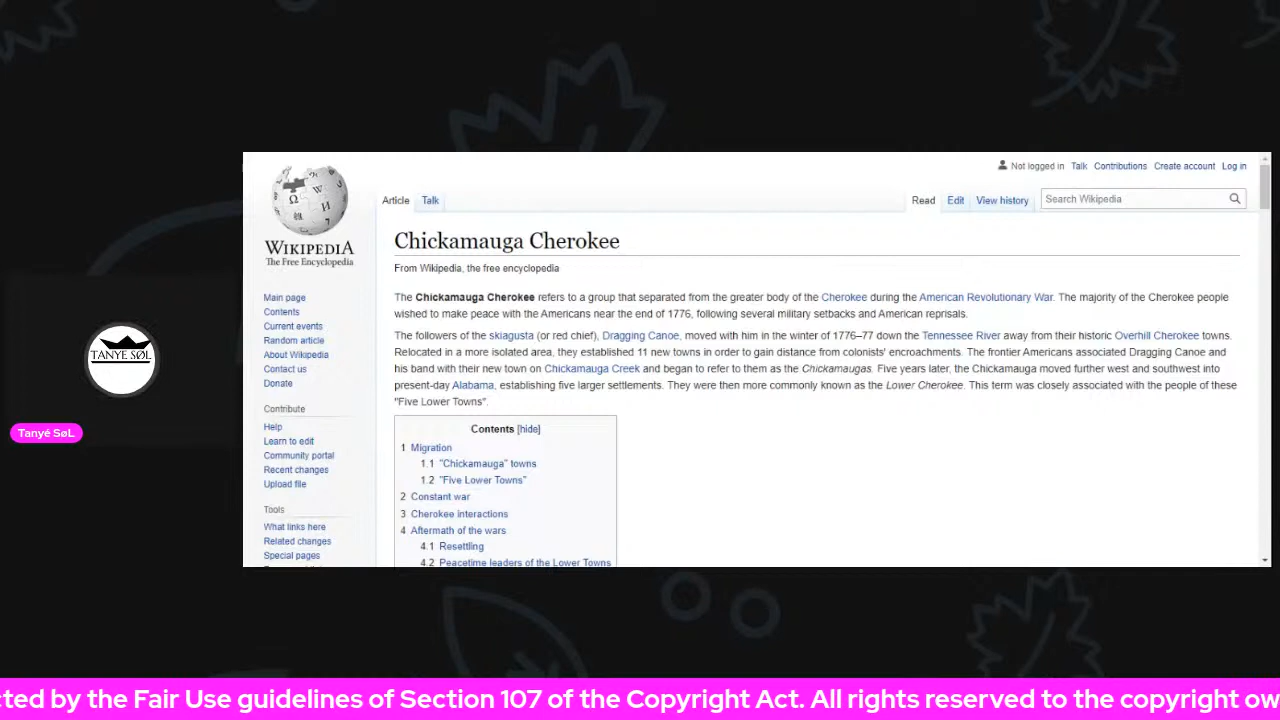 Not logged in Talk Contributions Create account Log in
Article Talk Read Edit View history Search Wikipedia
WIKIPEDIA
The Free Encyclopedia
Chickamauga Cherokee
From Wikipedia, the free encyclopedia
The Chickamauga Cherokee refers to a group that separated from the greater body of the Cherokee during the American Revolutionary War. The majority of the Cherokee people
wished to make peace with the Americans near the end of 1776, following several military setbacks and American reprisals.
The followers of the skiagusta (or red chief), Dragging Canoe, moved with him in the winter of 1776–77 down the Tennessee River away from their historic Overhill Cherokee towns.
Relocated in a more isolated area, they established 11 new towns in order to gain distance from colonists' encroachments. The frontier Americans associated Dragging Canoe and
his band with their new town on Chickamauga Creek and began to refer to them as the Chickamaugas. Five years later, the Chickamauga moved further west and southwest into
present-day Alabama, establishing five larger settlements. They were then more commonly known as the Lower Cherokee. This term was closely associated with the people of these
"Five Lower Towns".
Contents [hide]
1 Migration
1.1 "Chickamauga" towns
1.2 "Five Lower Towns"
2 Constant war
3 Cherokee interactions
4 Aftermath of the wars
4.1 Resettling
4.2 Peacetime leaders of the Lower Towns
Main page
Contents
Current events
Random article
About Wikipedia
Contact us
Donate
Contribute
Help
Learn to edit
Community portal
Recent changes
Upload file
Tools
What links here
Related changes
Special pages
TANYE SØL
Tanyé SøL
cted by the Fair Use guidelines of Section 107 of the Copyright Act. All rights reserved to the copyright ow